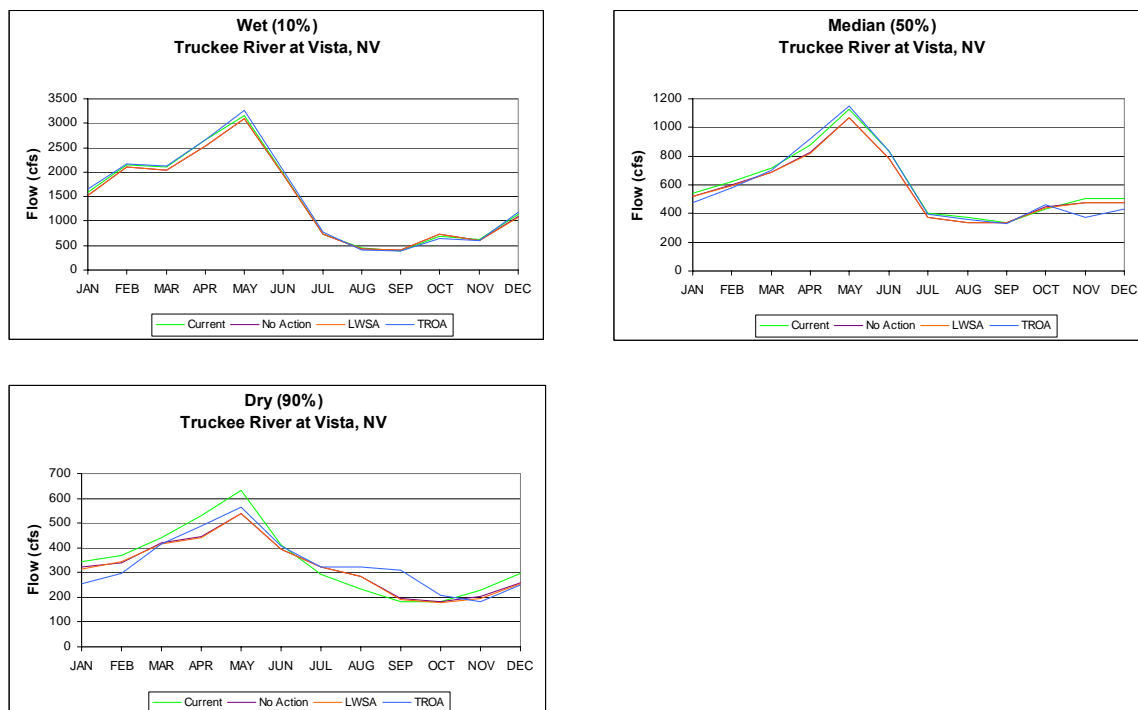 Wet (10%)
Truckee River at Vista, NV
Flow (cfs)
3500
3000
2500
2000
1500
1000
500
0
JAN FEB MAR APR MAY JUN JUL AUG SEP OCT NOV DEC
Current No Action LWSA TROA
Median (50%)
Truckee River at Vista, NV
Flow (cfs)
1200
1000
800
600
400
200
0
JAN FEB MAR APR MAY JUN JUL AUG SEP OCT NOV DEC
Current No Action LWSA TROA
Dry (90%)
Truckee River at Vista, NV
Flow (cfs)
700
600
500
400
300
200
100
0
JAN FEB MAR APR MAY JUN JUL AUG SEP OCT NOV DEC
Current No Action LWSA TROA